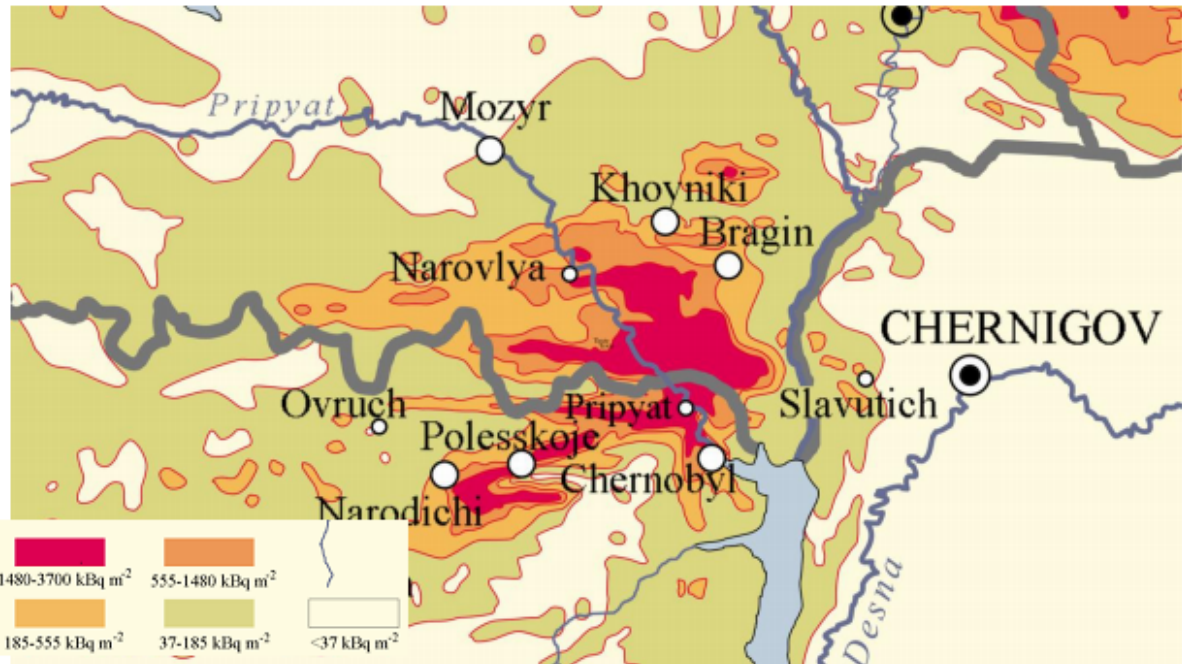 Pripyat
Mozyr
Khoyniki
Bragin
Narovlya
CHERNIGOV
Ovruch
Pripyat
Slavutich
Polesskoje
Chernobyl
Narodichi
Desna
1480-3700 kBq m-2
555-1480 kBq m-2
185-555 kBq m-2
37-185 kBq m-2
<37 kBq m-2